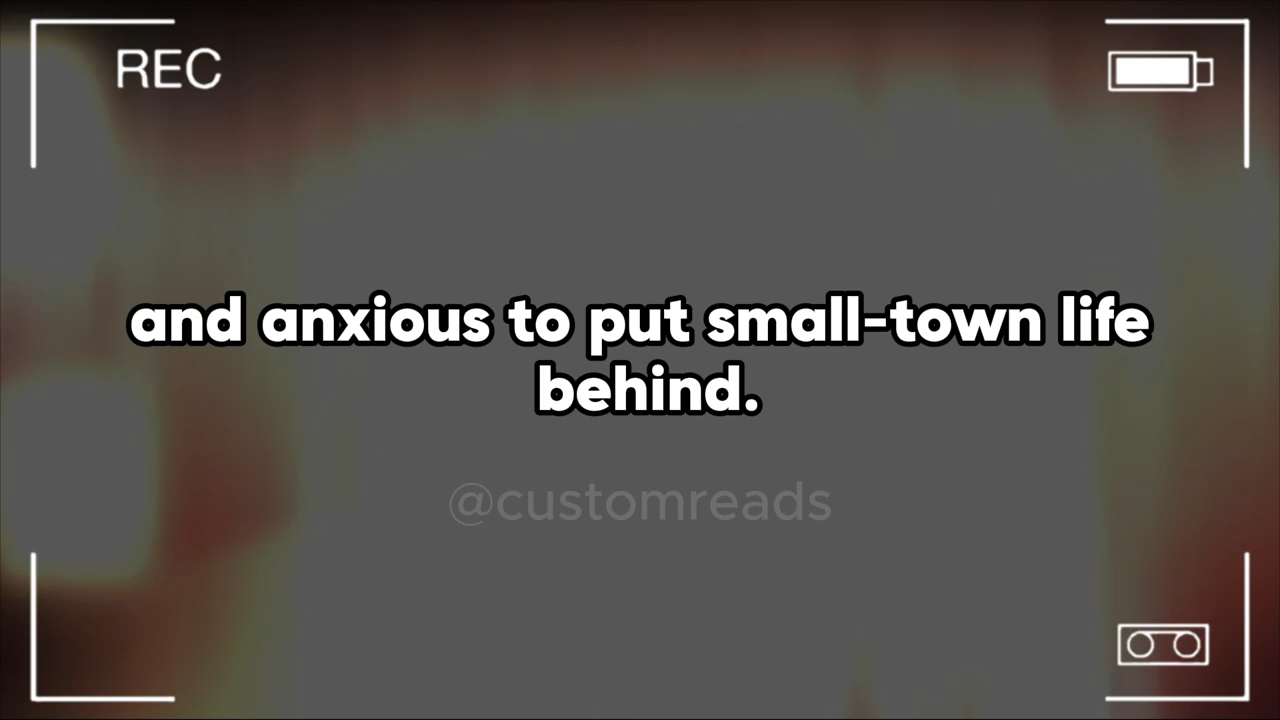 REC
and anxious to put small-town life
behind.
@customreads